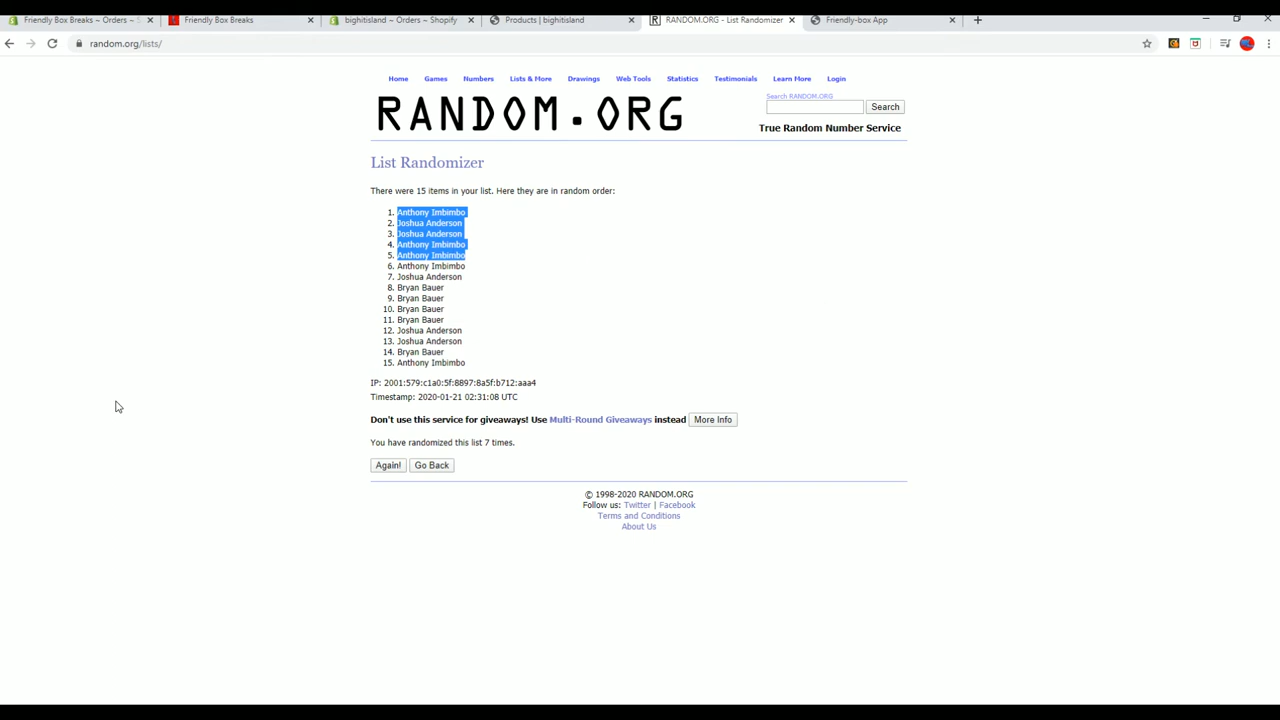 Friendly Box Breaks ~ Orders ~ S
Friendly Box Breaks
bighitisland ~ Orders ~ Shopify
Products | bighitisland
RANDOM.ORG - List Randomizer
Friendly-box App
random.org/lists/
Home Games Numbers Lists & More Drawings Web Tools Statistics Testimonials Learn More Login
RANDOM.ORG
Search RANDOM.ORG
Search
True Random Number Service
List Randomizer
There were 15 items in your list. Here they are in random order:
1. Anthony Imbimbo
2. Joshua Anderson
3. Joshua Anderson
4. Anthony Imbimbo
5. Anthony Imbimbo
6. Anthony Imbimbo
7. Joshua Anderson
8. Bryan Bauer
9. Bryan Bauer
10. Bryan Bauer
11. Bryan Bauer
12. Joshua Anderson
13. Joshua Anderson
14. Bryan Bauer
15. Anthony Imbimbo
IP: 2001:579:c1a0:5f:8897:8a5f:b712:aaa4
Timestamp: 2020-01-21 02:31:08 UTC
Don't use this service for giveaways! Use Multi-Round Giveaways instead More Info
You have randomized this list 7 times.
Again! Go Back
© 1998-2020 RANDOM.ORG
Follow us: Twitter | Facebook
Terms and Conditions
About Us